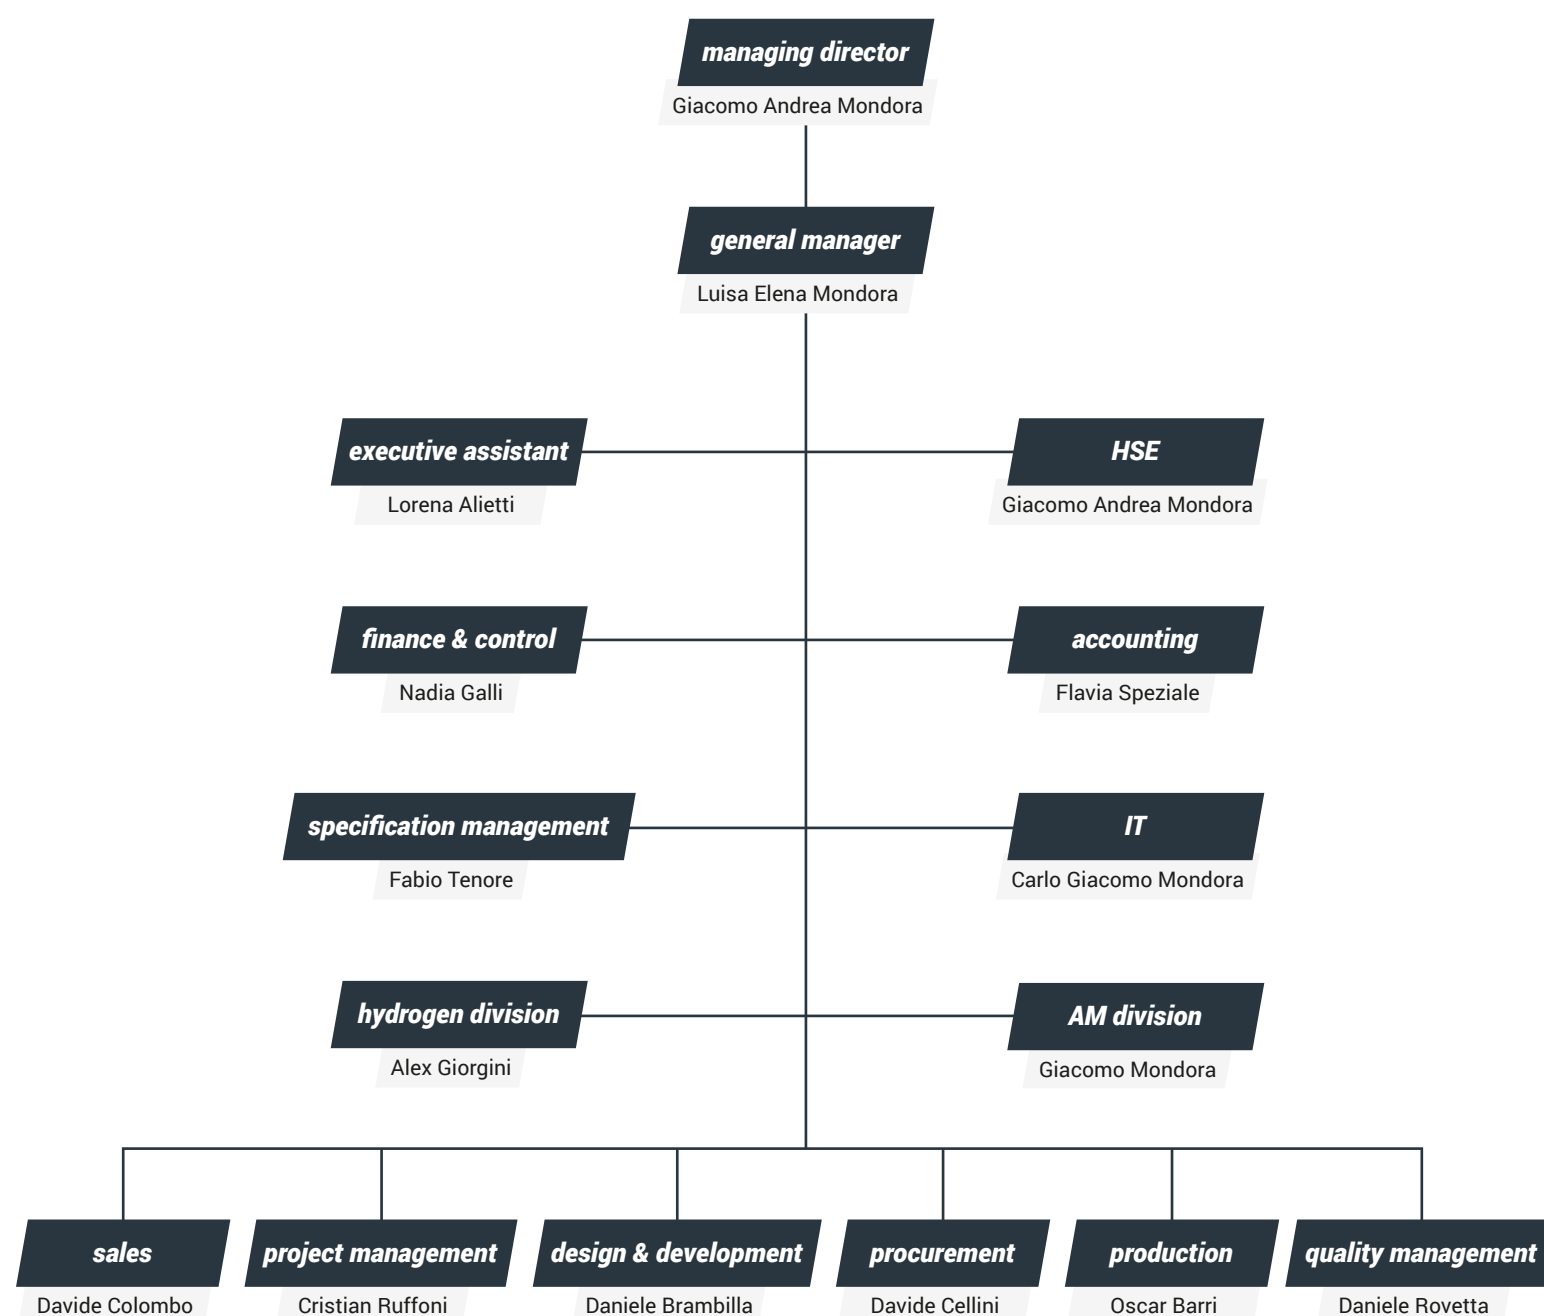 managing director
Giacomo Andrea Mondora
general manager
Luisa Elena Mondora
executive assistant
Lorena Alietti
HSE
Giacomo Andrea Mondora
finance & control
Nadia Galli
accounting
Flavia Speziale
specification management
Fabio Tenore
IT
Carlo Giacomo Mondora
hydrogen division
Alex Giorgini
AM division
Giacomo Mondora
sales
Davide Colombo
project management
Cristian Ruffoni
design & development
Daniele Brambilla
procurement
Davide Cellini
production
Oscar Barri
quality management
Daniele Rovetta